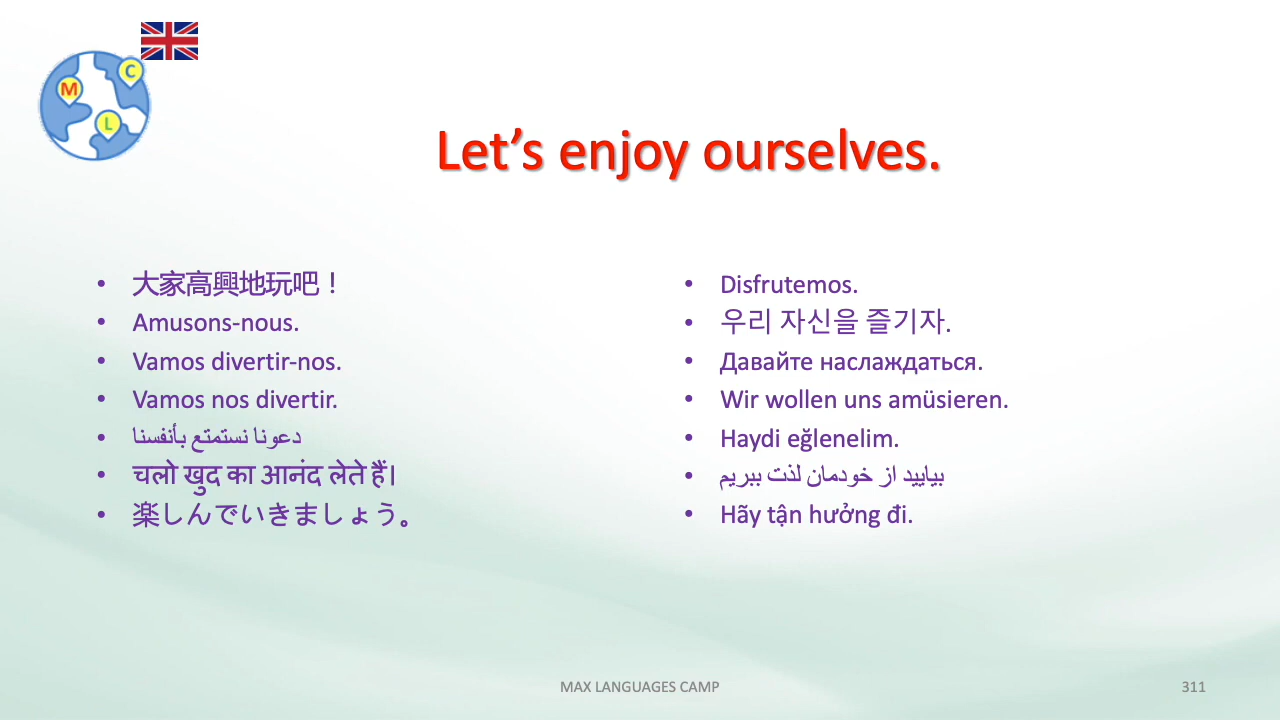 C
M
L
Let’s enjoy ourselves.
大家高興地玩吧！
Amusons-nous.
Vamos divertir-nos.
Vamos nos divertir.
دعونا نستمتع بأنفسنا
चलो खुद का आनंद लेते हैं|
楽しんでいきましょう。
Disfrutemos.
우리 자신을 즐기자.
Давайте наслаждаться.
Wir wollen uns amüsieren.
Haydi eğlenelim.
بیایید از خودمان لذت ببریم
Hãy tận hưởng đi.
MAX LANGUAGES CAMP
311